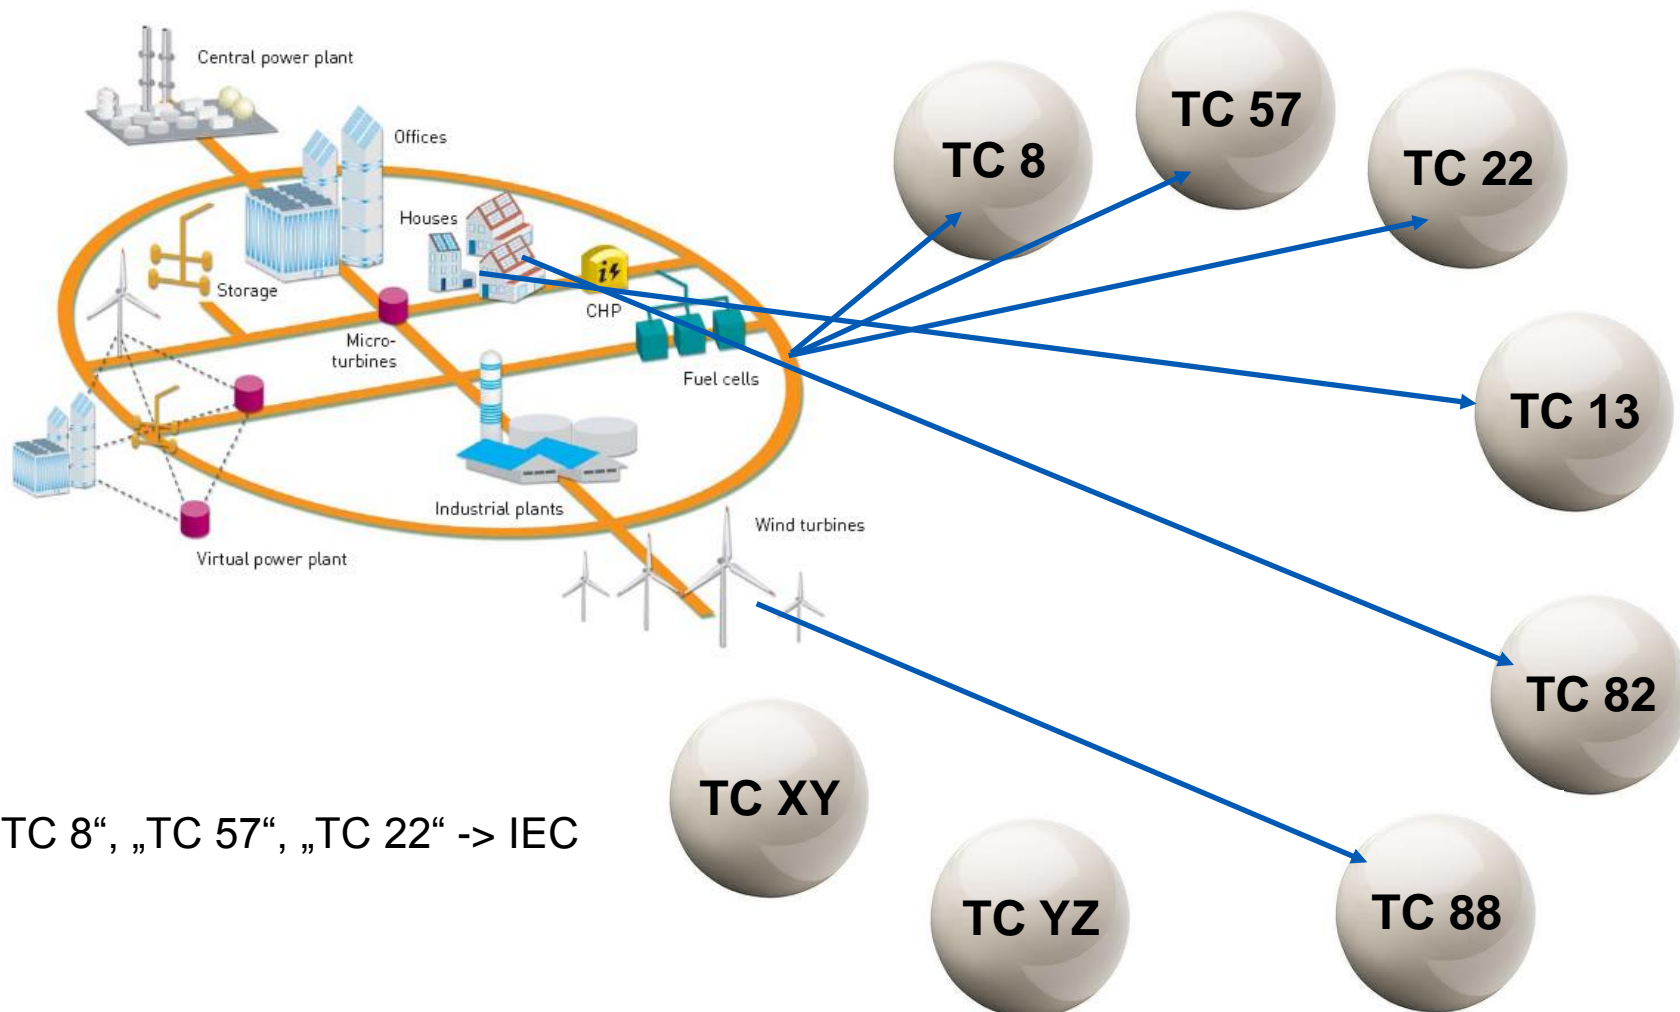 Central power plant
Offices
Houses
Storage
CHP
Micro-
turbines
Fuel cells
Industrial plants
Wind turbines
Virtual power plant
TC 8
TC 57
TC 22
TC 13
TC 82
TC XY
TC YZ
TC 88
TC 8“, „TC 57“, „TC 22“ -> IEC